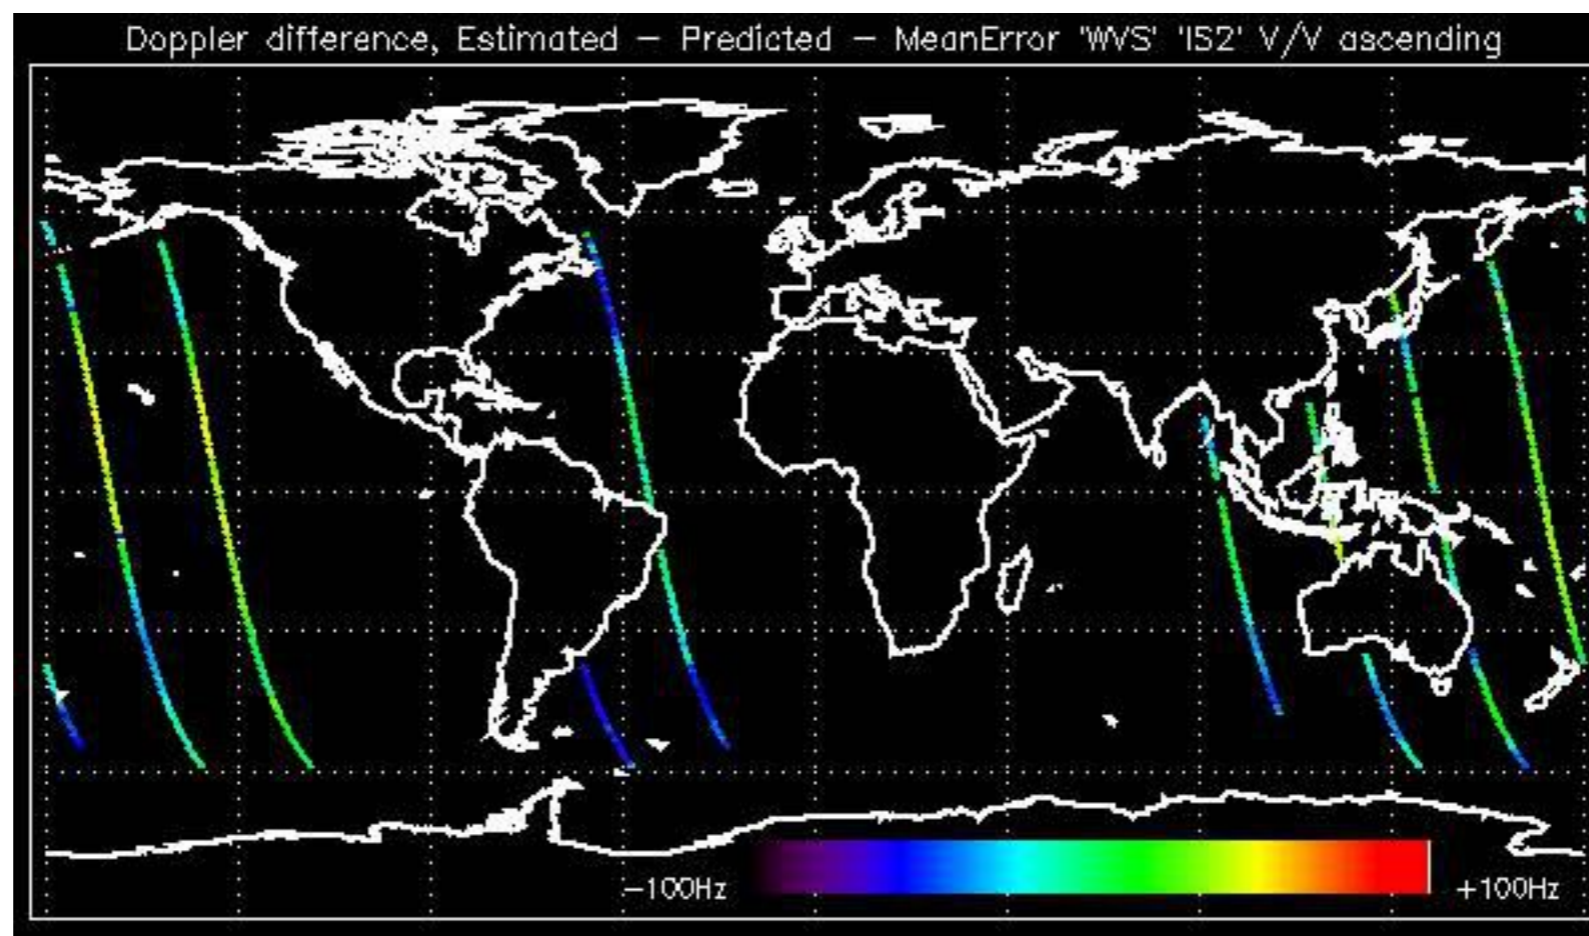 Doppler difference, Estimated − Predicted − MeanError 'WVS' 'IS2' V/V ascending
−100Hz +100Hz